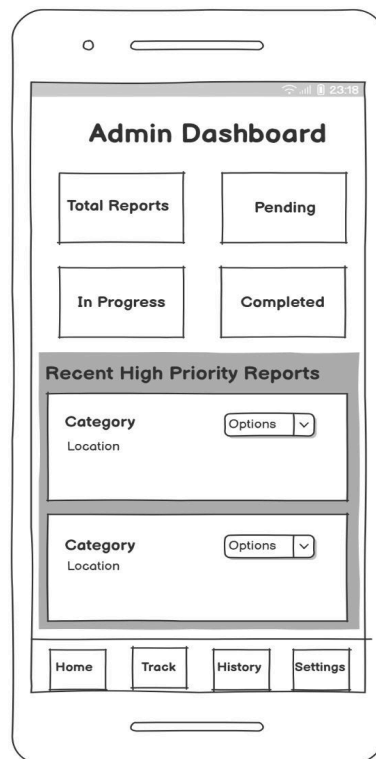 23:18
Admin Dashboard
Total Reports
Pending
In Progress
Completed
Recent High Priority Reports
Category
Options
Location
Category
Options
Location
Home
Track
History
Settings